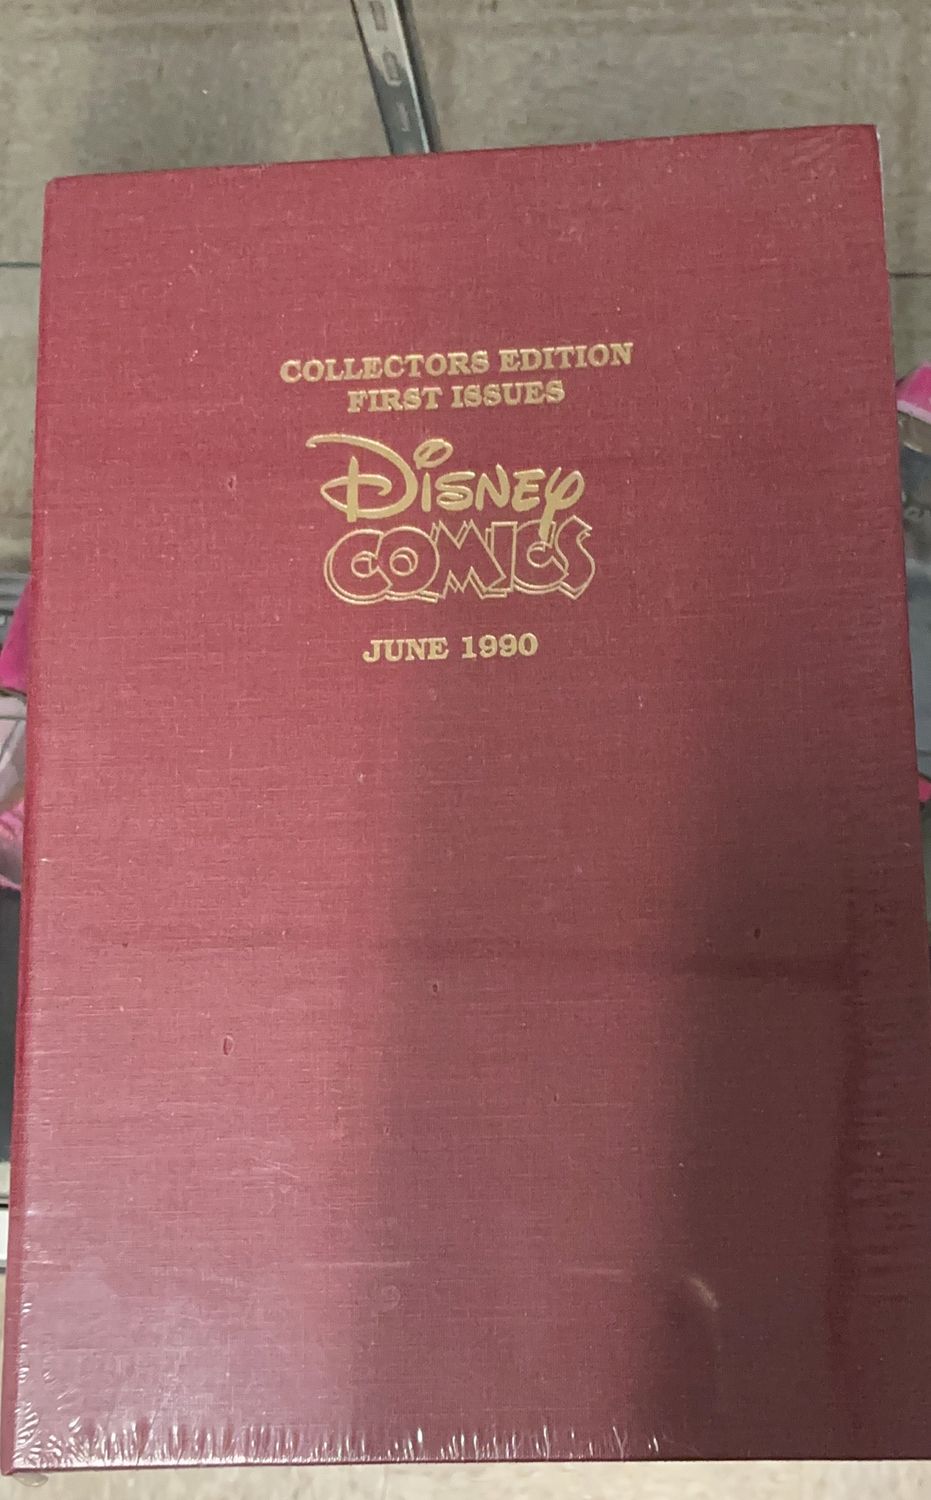 COLLECTORS EDITION
FIRST ISSUES
DISNEY
COMICS
JUNE 1990